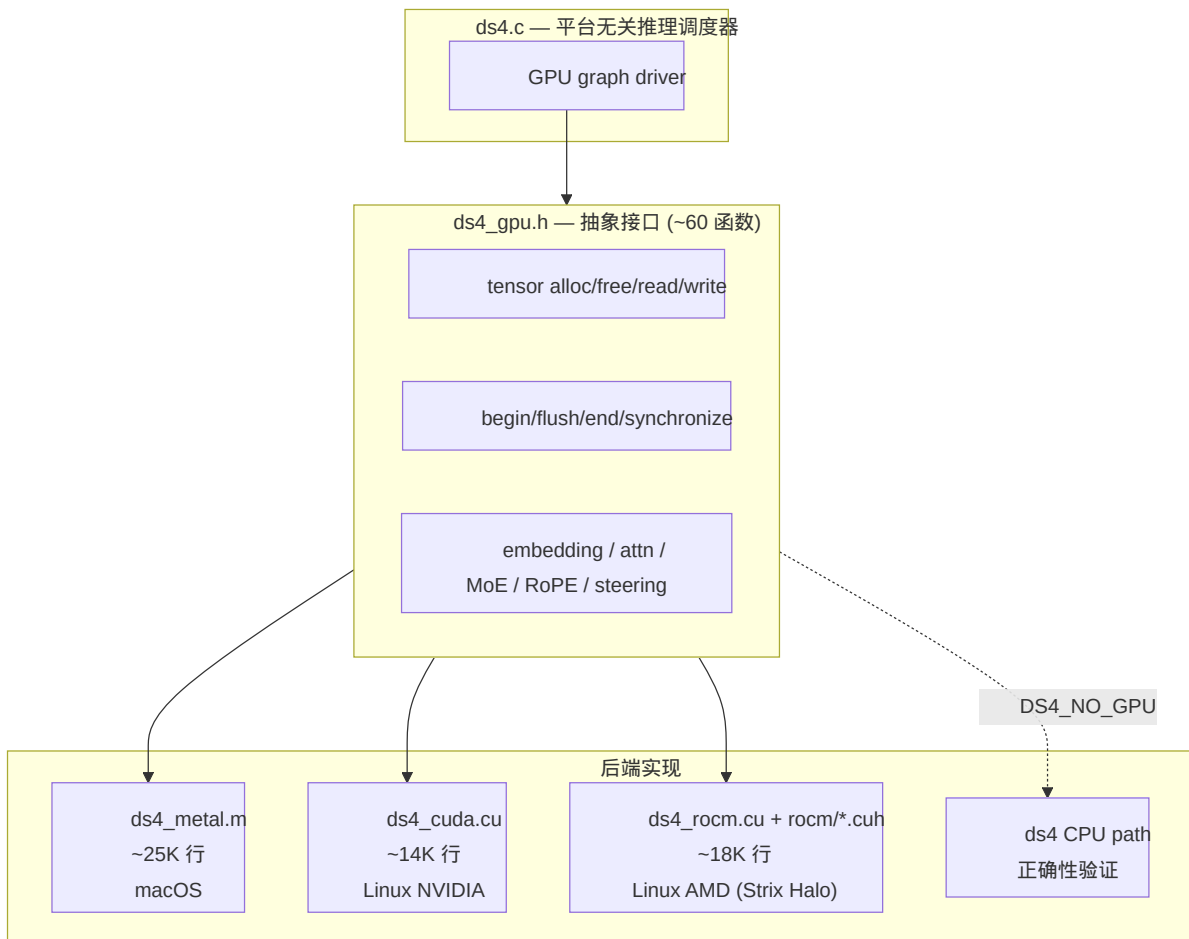 ds4.c — 平台无关推理调度器
GPU graph driver
ds4_gpu.h — 抽象接口 (~60 函数)
tensor alloc/free/read/write
begin/flush/end/synchronize
embedding / attn /
MoE / RoPE / steering
DS4_NO_GPU
后端实现
ds4_metal.m
~25K 行
macOS
ds4_cuda.cu
~14K 行
Linux NVIDIA
ds4_rocm.cu + rocm/*.cuh
~18K 行
Linux AMD (Strix Halo)
ds4 CPU path
正确性验证